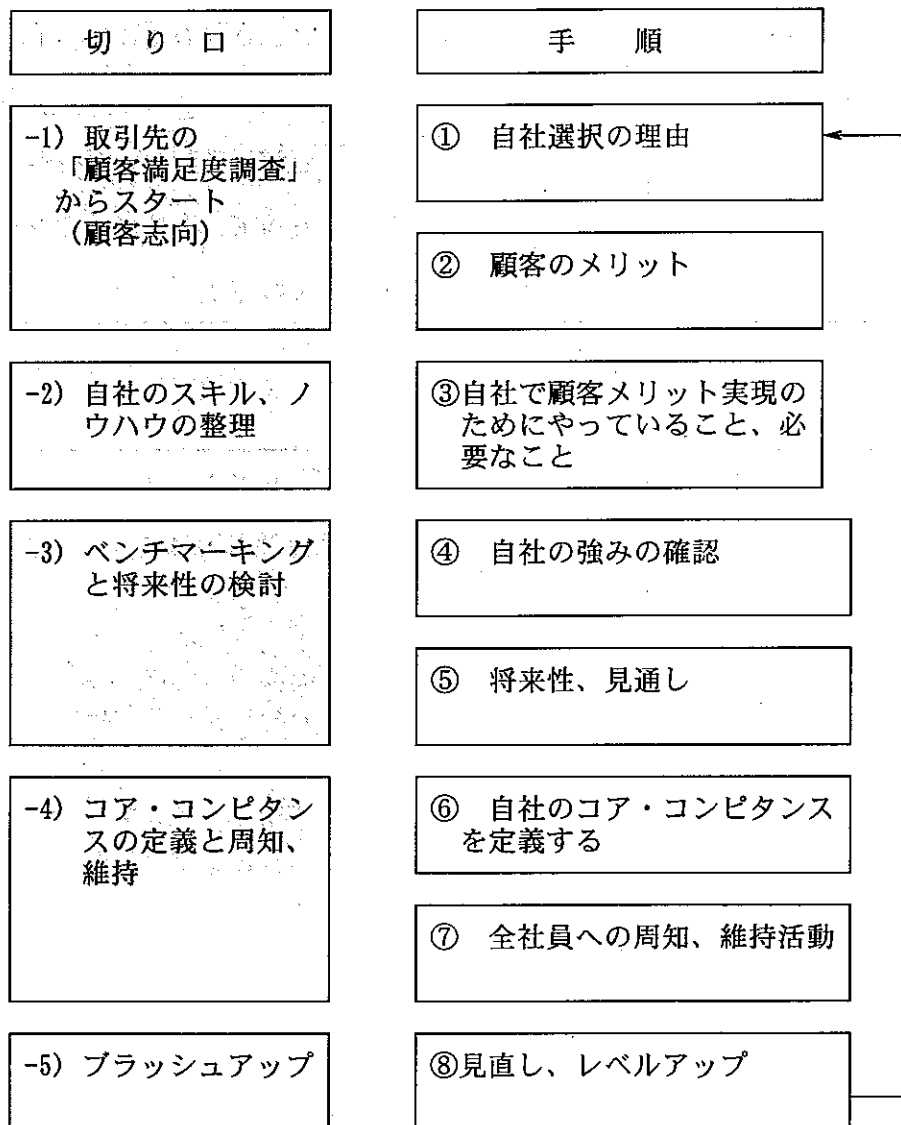 切り口
手順
-1) 取引先の
「顧客満足度調査」
からスタート
(顧客志向)
① 自社選択の理由
② 顧客のメリット
-2) 自社のスキル、ノ
ウハウの整理
③自社で顧客メリット実現の
ためにやっていること、必
要なこと
-3) ベンチマーキング
と将来性の検討
④ 自社の強みの確認
⑤ 将来性、見通し
-4) コア・コンピタン
スの定義と周知、
維持
⑥ 自社のコア・コンピタンス
を定義する
⑦ 全社員への周知、維持活動
-5) ブラッシュアップ
⑧見直し、レベルアップ